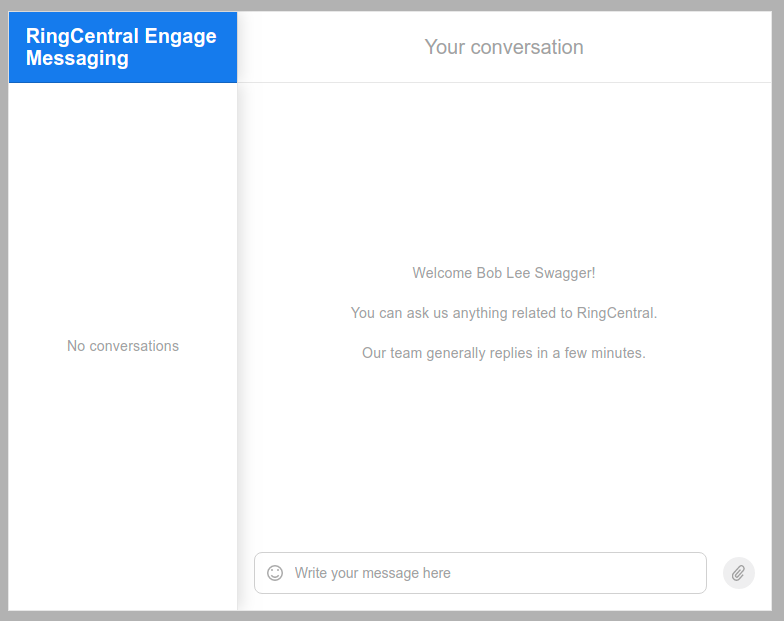 RingCentral Engage
Messaging
Your conversation
No conversations
Welcome Bob Lee Swagger!
You can ask us anything related to RingCentral.
Our team generally replies in a few minutes.
Write your message here